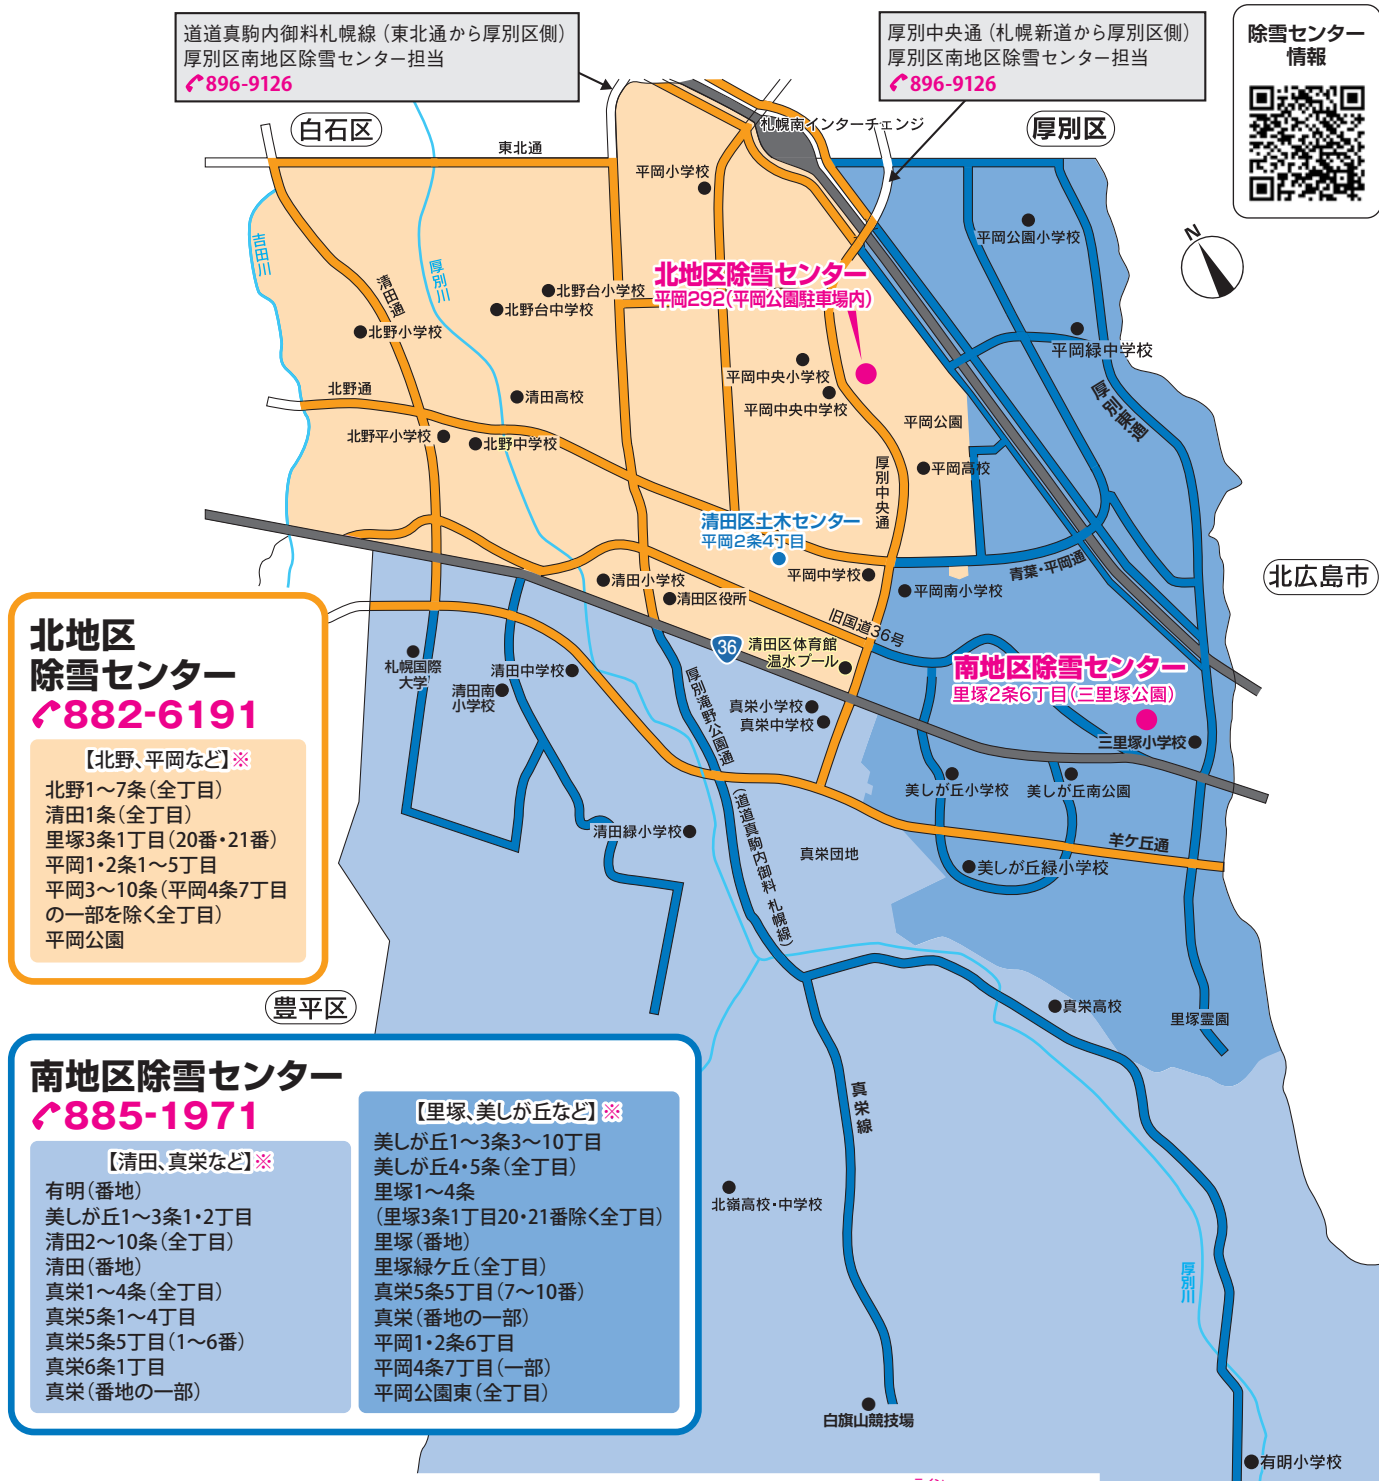 道道真駒内御料札幌線（東北通から厚別区側）
厚別区南地区除雪センター担当
896-9126
厚別中央通（札幌新道から厚別区側）
厚別区南地区除雪センター担当
896-9126
除雪センター
情報
白石区
厚別区
札幌南インターチェンジ
東北通
平岡小学校
N
吉田川
清田通
厚別川
平岡公園小学校
北地区除雪センター
平岡292（平岡公園駐車場内）
北野台小学校
北野台中学校
北野小学校
平岡緑中学校
平岡中央小学校
平岡中央中学校
北野通
清田高校
厚別東通
平岡公園
北野平小学校
北野中学校
平岡高校
厚別中央通
清田区土木センター
平岡2条4丁目
平岡中学校
青葉・平岡通
北広島市
清田小学校
清田区役所
平岡南小学校
旧国道36号
36
清田区体育館
温水プール
南地区除雪センター
里塚2条6丁目（三里塚公園）
札幌国際
大学
清田中学校
清田南
小学校
厚別滝野公園通
（道道真駒内御料札幌線）
真栄小学校
真栄中学校
三里塚小学校
美しが丘小学校
美しが丘南公園
清田緑小学校
真栄団地
羊ケ丘通
美しが丘緑小学校
北地区
除雪センター
882-6191
【北野、平岡など】※
北野1〜7条（全丁目）
清田1条（全丁目）
里塚3条1丁目（20番・21番）
平岡1・2条1〜5丁目
平岡3〜10条（平岡4条7丁目
の一部を除く全丁目）
平岡公園
豊平区
真栄高校
里塚霊園
真栄線
北嶺高校・中学校
厚別川
白旗山競技場
有明小学校
南地区除雪センター
885-1971
【清田、真栄など】※
有明（番地）
美しが丘1〜3条1・2丁目
清田2〜10条（全丁目）
清田（番地）
真栄1〜4条（全丁目）
真栄5条1〜4丁目
真栄5条5丁目（1〜6番）
真栄6条1丁目
真栄（番地の一部）
【里塚、美しが丘など】※
美しが丘1〜3条3〜10丁目
美しが丘4・5条（全丁目）
里塚1〜4条
（里塚3条1丁目20・21番除く全丁目）
里塚（番地）
里塚緑ケ丘（全丁目）
真栄5条5丁目（7〜10番）
真栄（番地の一部）
平岡1・2条6丁目
平岡4条7丁目（一部）
平岡公園東（全丁目）